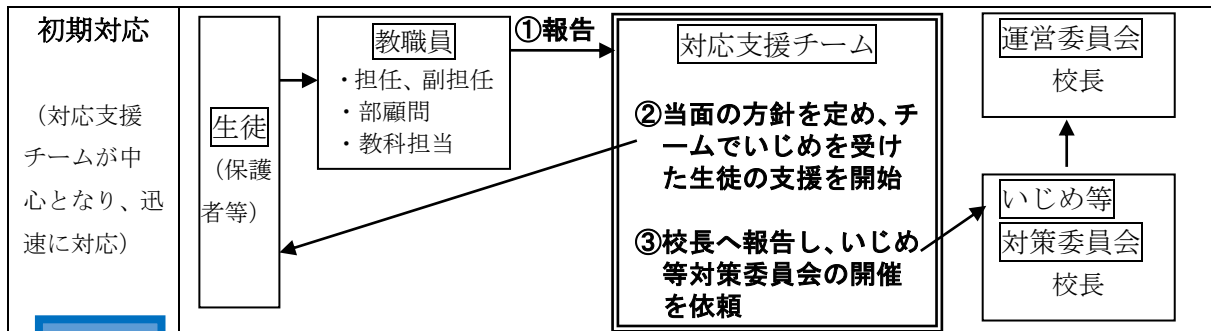 初期対応
（対応支援
チームが中
心となり、迅
速に対応）
生徒
（保護
者等）
教職員
・担任、副担任
・部顧問
・教科担当
①報告
対応支援チーム
②当面の方針を定め、チ
ームでいじめを受け
た生徒の支援を開始
③校長へ報告し、いじめ
等対策委員会の開催
を依頼
運営委員会
校長
いじめ等
対策委員会
校長